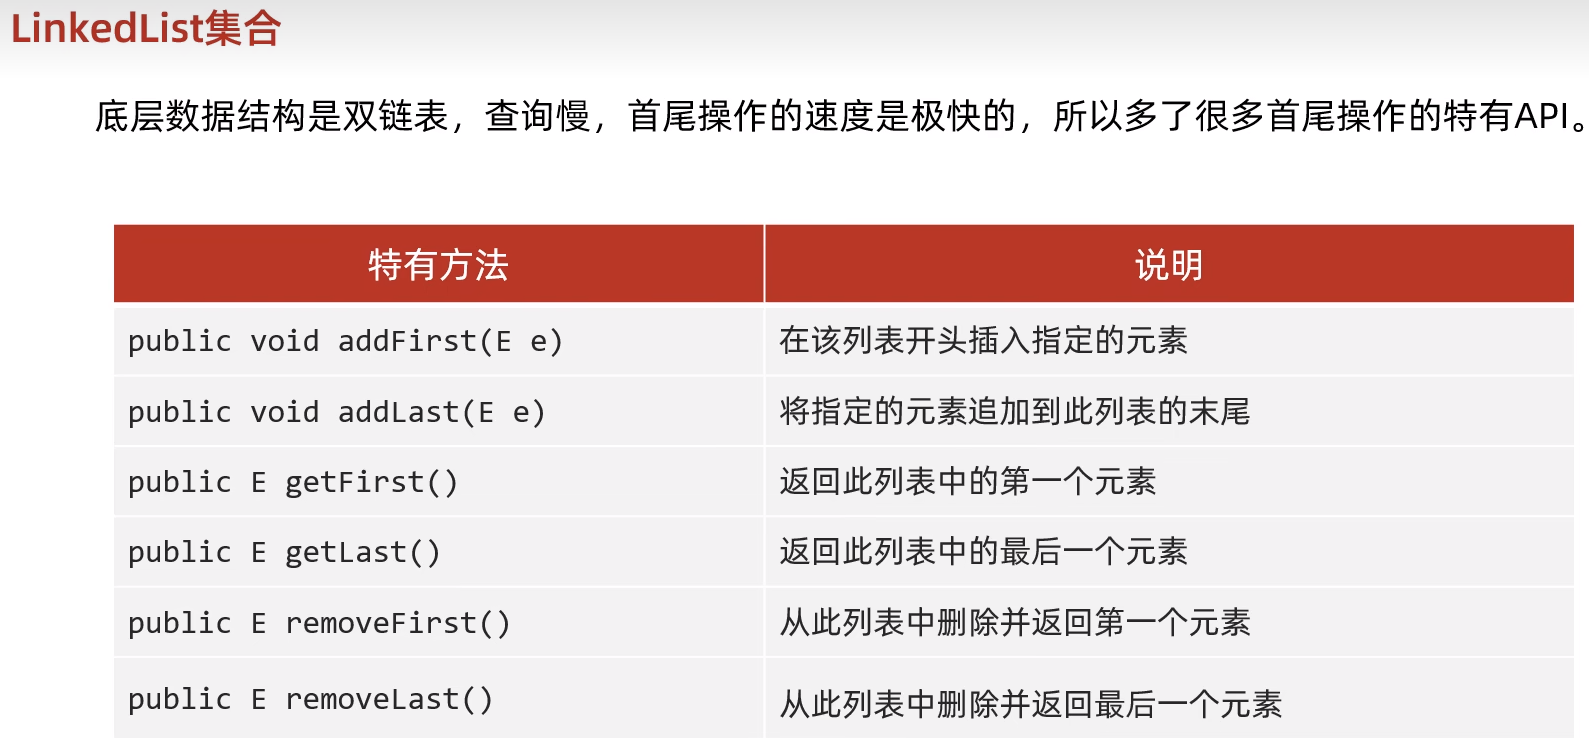 LinkedList集合
底层数据结构是双链表，查询慢，首尾操作的速度是极快的，所以多了很多首尾操作的特有API。
特有方法 说明
public void addFirst(E e) 在该列表开头插入指定的元素
public void addLast(E e) 将指定的元素追加到此列表的末尾
public E getFirst() 返回此列表中的第一个元素
public E getLast() 返回此列表中的最后一个元素
public E removeFirst() 从此列表中删除并返回第一个元素
public E removeLast() 从此列表中删除并返回最后一个元素